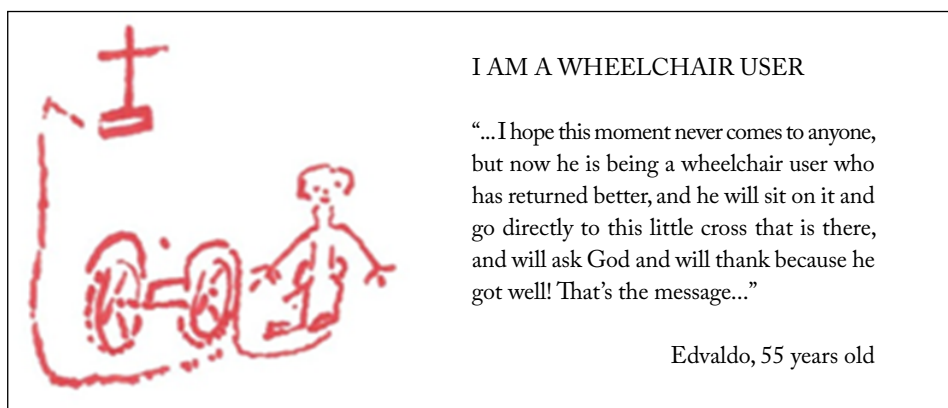 I AM A WHEELCHAIR USER
“...I hope this moment never comes to anyone,
but now he is being a wheelchair user who
has returned better, and he will sit on it and
go directly to this little cross that is there,
and will ask God and will thank because he
got well! That’s the message...”
Edvaldo, 55 years old